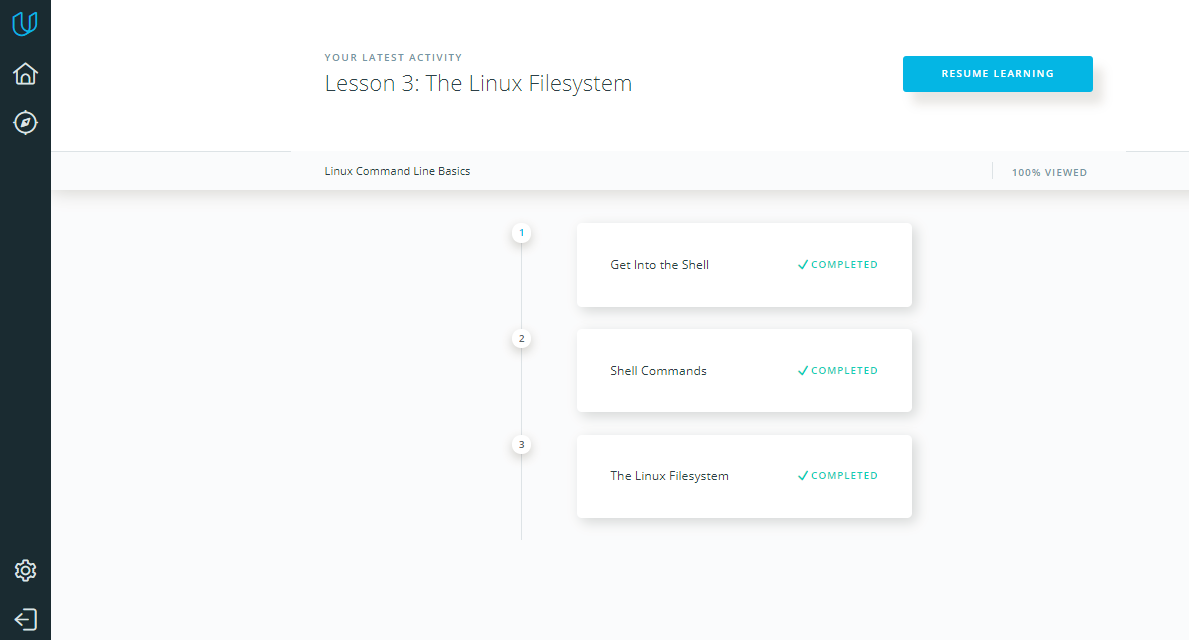 YOUR LATEST ACTIVITY
Lesson 3: The Linux Filesystem
RESUME LEARNING
Linux Command Line Basics
100% VIEWED
1
Get Into the Shell
COMPLETED
2
Shell Commands
COMPLETED
3
The Linux Filesystem
COMPLETED